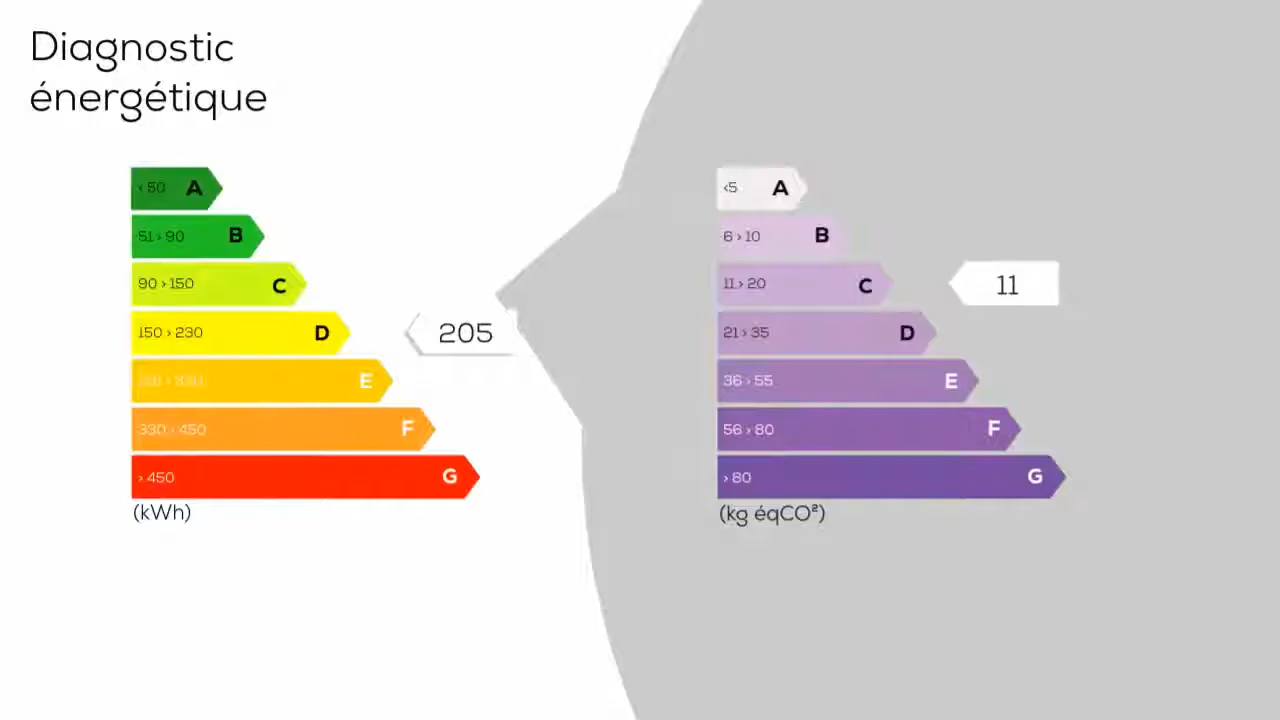 Diagnostic
énergétique
< 50 A
51 > 90 B
90 > 150 C
150 > 230 D
205
E
330 > 450 F
> 450 G
(kWh)
<5 A
6 > 10 B
11 > 20 C
11
21 > 35 D
36 > 55 E
56 > 80 F
> 80 G
(kg éqCO²)